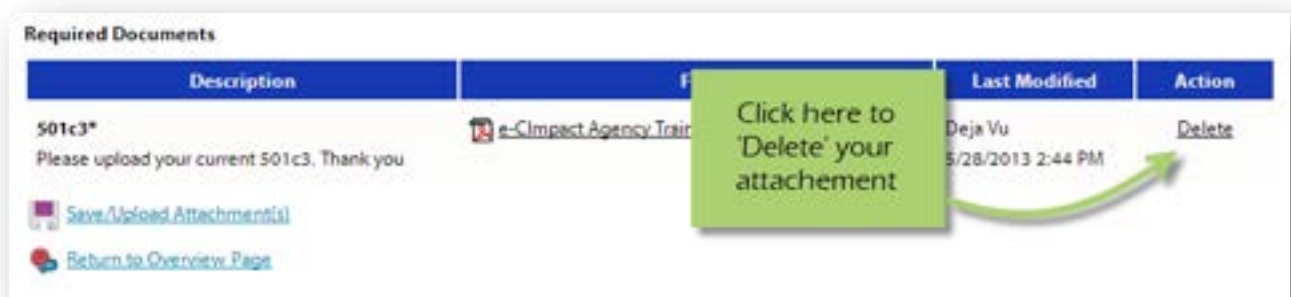 Required Documents
Description F Last Modified Action
501c3* e-CImpact Agency Train Deja Vu Delete
Please upload your current 501c3. Thank you 5/28/2013 2:44 PM
Click here to
'Delete' your
attachement
Save/Upload Attachment(s)
Return to Overview Page